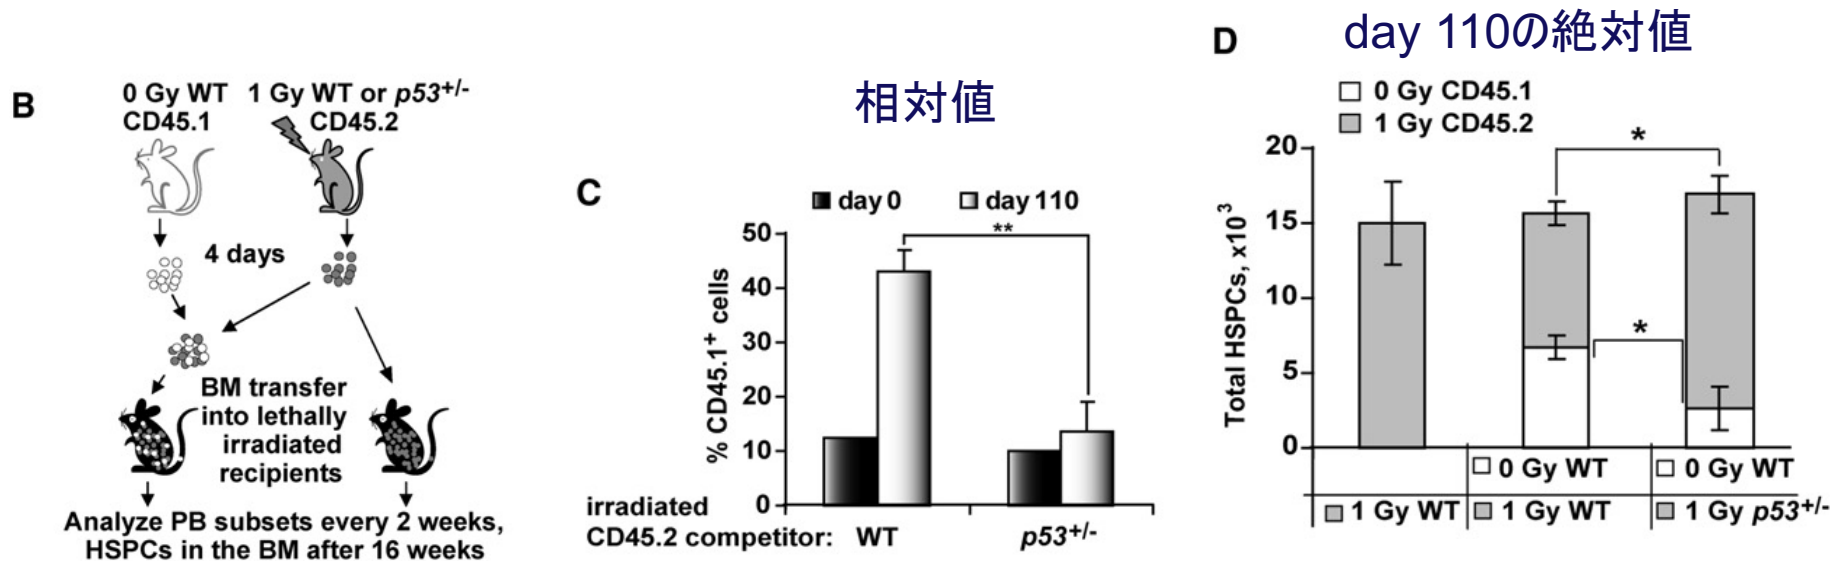 B
0 Gy WT
CD45.1
1 Gy WT or p53+/-
CD45.2
4 days
BM transfer
into lethally
irradiated
recipients
Analyze PB subsets every 2 weeks,
HSPCs in the BM after 16 weeks
相対値
C
day 0
day 110
% CD45.1+ cells
50
40
30
20
10
0
**
irradiated
CD45.2 competitor: WT p53+/-
D
day 110の絶対値
0 Gy CD45.1
1 Gy CD45.2
Total HSPCs, x10³
20
15
10
5
0
*
*
0 Gy WT 0 Gy WT
1 Gy WT 1 Gy WT 1 Gy p53+/-